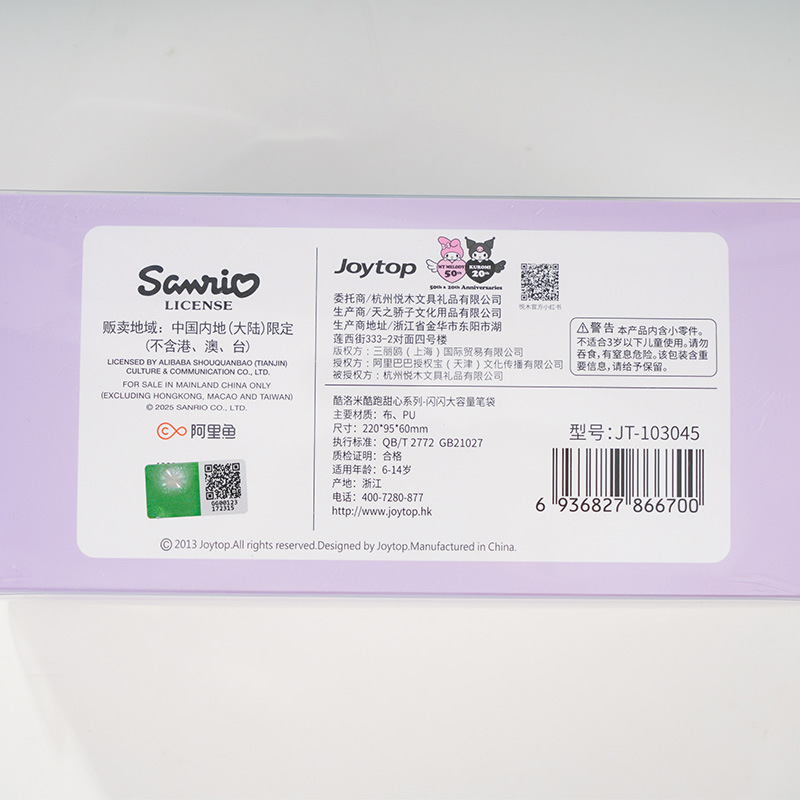 Sanrio
LICENSE
贩卖地域：中国内地(大陆)限定
(不含港、澳、台)
LICENSED BY ALIBABA SHOUQUANBAO (TIANJIN)
CULTURE & COMMUNICATION CO., LTD.
FOR SALE IN MAINLAND CHINA ONLY
(EXCLUDING HONGKONG, MACAO AND TAIWAN)
© 2025 SANRIO CO., LTD.
阿里鱼
GG00123
172315
Joytop
MY MELODY
50th
KUROMI
20th
50th & 20th Anniversaries
悦木官方小红书
委托商/杭州悦木文具礼品有限公司
生产商/天之骄子文化用品有限公司
生产商地址/浙江省金华市东阳市湖
莲西街333-2对面四号楼
版权方：三丽鸥（上海）国际贸易有限公司
授权方：阿里巴巴授权宝（天津）文化传播有限公司
被授权方：杭州悦木文具礼品有限公司
警告 本产品内含小零件。
不适合3岁以下儿童使用。请勿
吞食，有窒息危险。该包装含重
要信息，请给予保留。
酷洛米酷跑甜心系列-闪闪大容量笔袋
主要材质：布、PU
尺寸：220*95*60mm
执行标准：QB/T 2772 GB21027
质检证明：合格
适用年龄：6-14岁
产地：浙江
电话：400-7280-877
http://www.joytop.hk
型号：JT-103045
6 936827 866700
© 2013 Joytop.All rights reserved.Designed by Joytop.Manufactured in China.